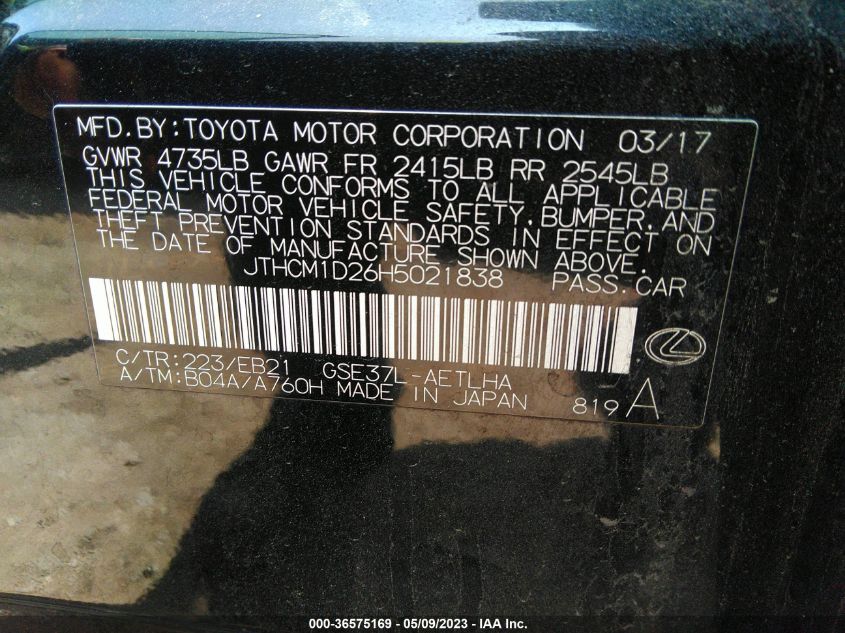 MFD.BY:TOYOTA MOTOR CORPORATION 03/17
GVWR 4735LB GAWR FR 2415LB RR 2545LB
THIS VEHICLE CONFORMS TO ALL APPLICABLE
FEDERAL MOTOR VEHICLE SAFETY,BUMPER,AND
THEFT PREVENTION STANDARDS IN EFFECT ON
THE DATE OF MANUFACTURE SHOWN ABOVE.
JTHCM1D26H5021838 PASS.CAR
C/TR:223/EB21 GSE37L-AETLHA
A/TM:B04A/A760H MADE IN JAPAN 819A
000-36575169 - 05/09/2023 - IAA Inc.